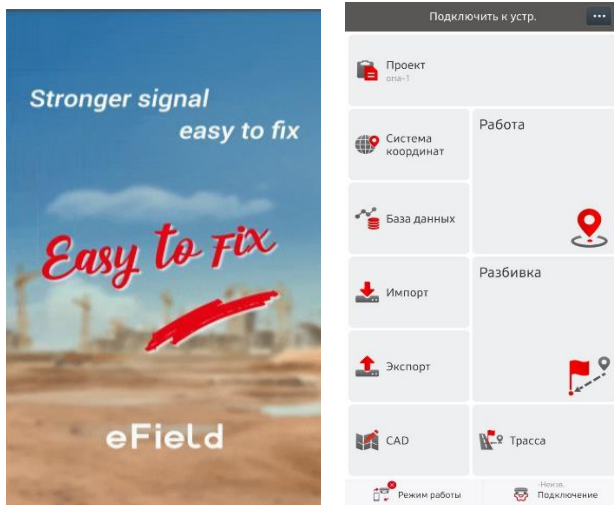 Stronger signal
easy to fix
Easy to Fix
eField
Подключить к устр.
Проект
опа-1
Система
координат
Работа
База данных
Импорт
Разбивка
Экспорт
CAD
Трасса
Режим работы
-Неизв.
Подключение